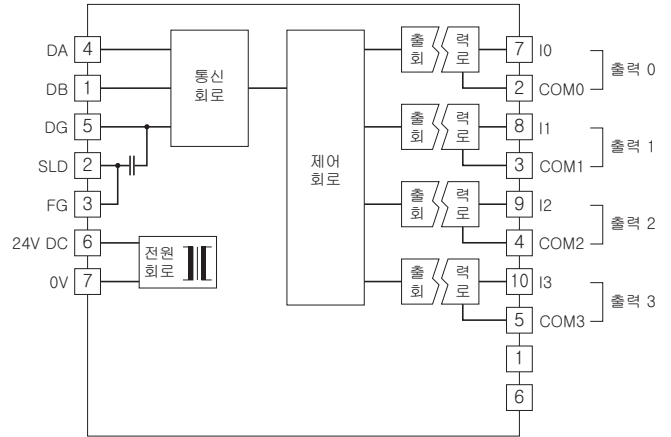 DA 4
DB 1
DG 5
SLD 2
FG 3
24V DC 6
0V 7
통신
회로
전원
회로
제어
회로
출력
회로
7 I0
2 COM0
출력 0
출력
회로
8 I1
3 COM1
출력 1
출력
회로
9 I2
4 COM2
출력 2
출력
회로
10 I3
5 COM3
출력 3
1
6